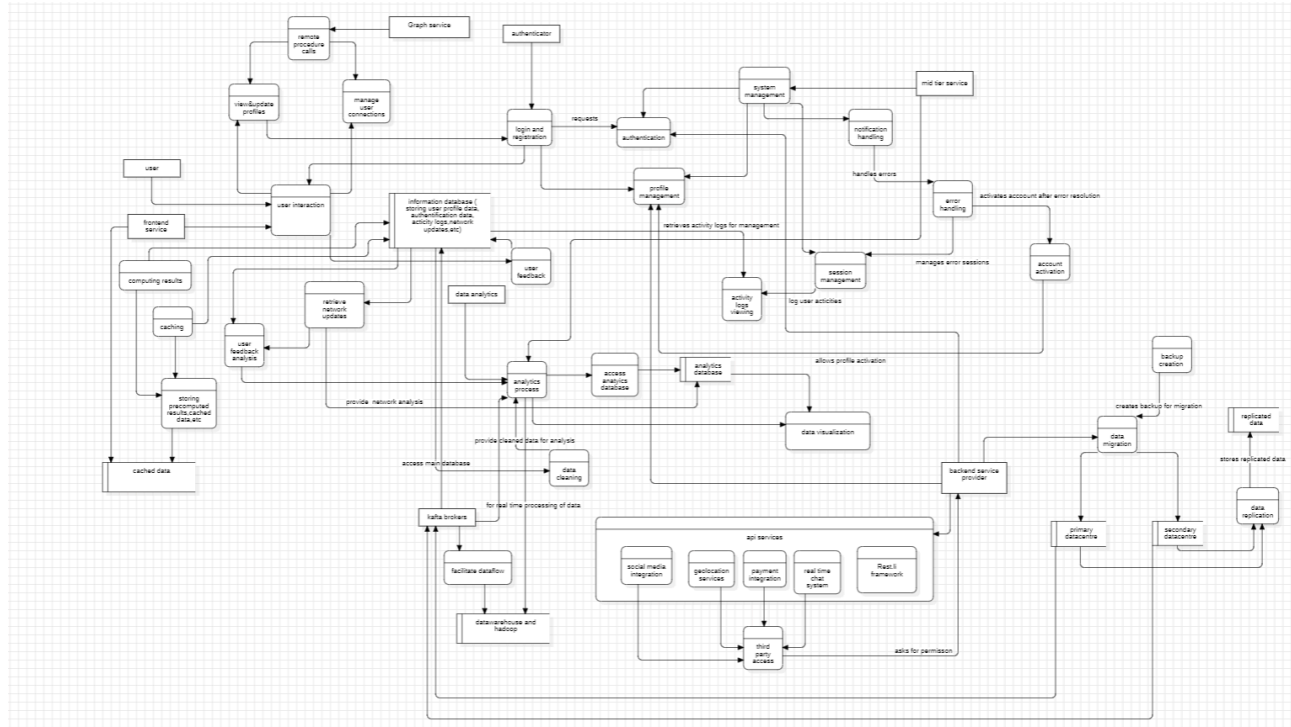 Graph service
remote
procedure
calls
authenticator
view&update
profiles
manage
user
connections
system
management
mid tier service
login and
registration
requests
authentication
notification
handling
user
handles errors
user interaction
profile
management
error
handling
activates accoount after error resolution
information database (
storing user profile data,
authentification data,
acticity logs,network
updates,etc)
frontend
service
retrieves activity logs for management
computing results
user
feedback
session
management
manages error sessions
account
activation
retrieve
network
updates
data analytics
activity
logs
viewing
log user acticities
caching
user
feedback
analysis
backup
creation
analytics
process
access
analyics
database
analytics
database
allows profile activation
storing
precomputed
results,cached
data,etc
provide network analysis
creates backup for migration
replicated
data
data visualization
data
migration
provide cleaned data for analysis
cached data
access main database
data
cleaning
backend service
provider
stores replicated data
for real time processing of data
data
replication
kafta brokers
primary
datacentre
secondary
datacentre
api services
facilitate dataflow
social media
integration
geolocation
services
payment
integration
real time
chat
system
Rest.li
framework
datawarehouse and
hadoop
third
party
access
asks for permisson